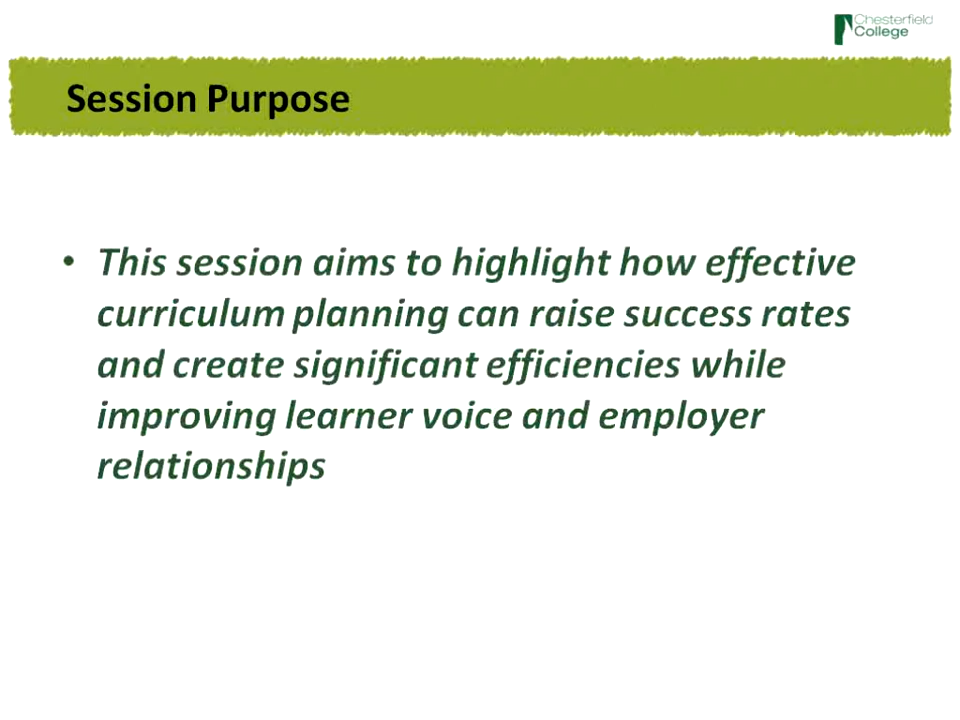 Chesterfield
College
Session Purpose
• This session aims to highlight how effective
curriculum planning can raise success rates
and create significant efficiencies while
improving learner voice and employer
relationships